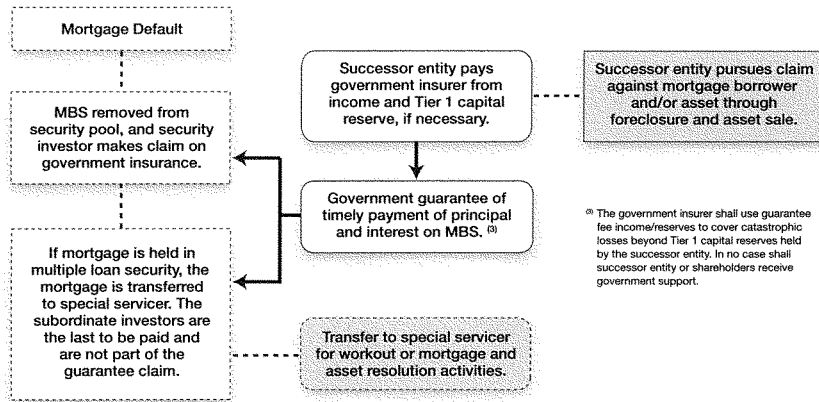 Mortgage Default
MBS removed from
security pool, and security
investor makes claim on
government insurance.
If mortgage is held in
multiple loan security, the
mortgage is transferred
to special servicer. The
subordinate investors are
the last to be paid and
are not part of the
guarantee claim.
Successor entity pays
government insurer from
income and Tier 1 capital
reserve, if necessary.
Government guarantee of
timely payment of principal
and interest on MBS. (3)
Transfer to special servicer
for workout or mortgage and
asset resolution activities.
Successor entity pursues claim
against mortgage borrower
and/or asset through
foreclosure and asset sale.
(3) The government insurer shall use guarantee
fee income/reserves to cover catastrophic
losses beyond Tier 1 capital reserves held
by the successor entity. In no case shall
successor entity or shareholders receive
government support.